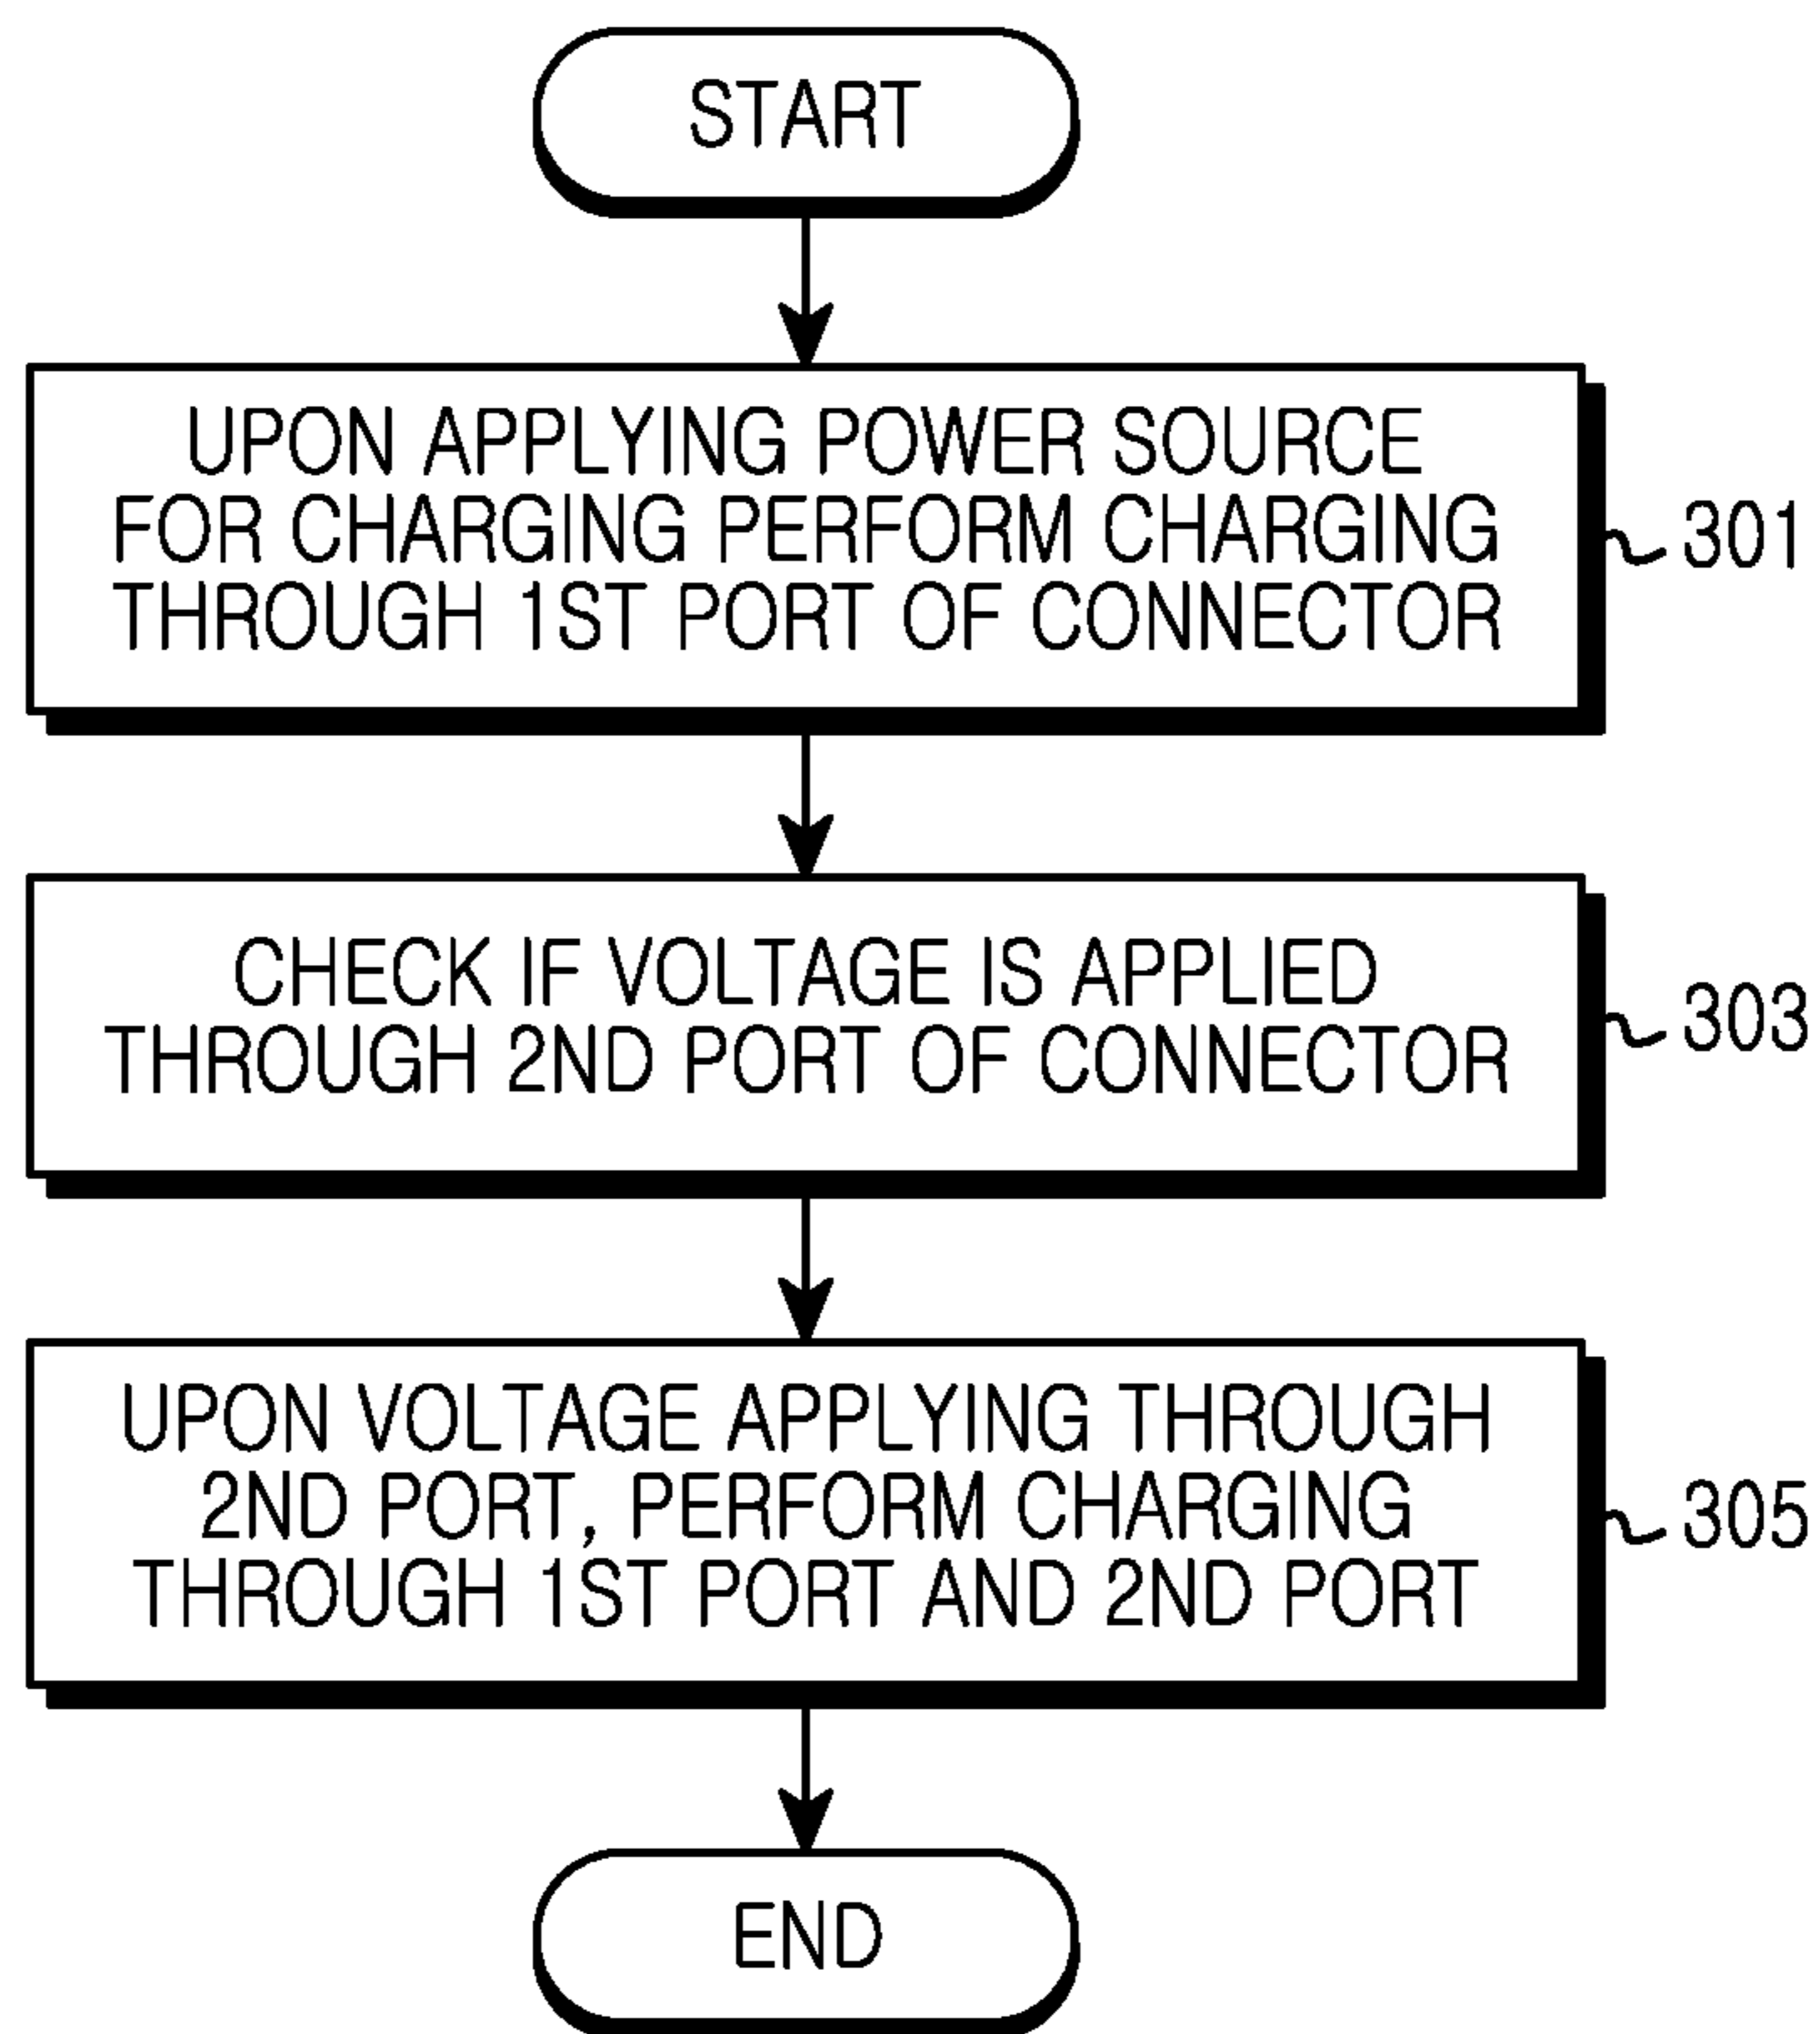 START
UPON APPLYING POWER SOURCE
FOR CHARGING PERFORM CHARGING
THROUGH 1ST PORT OF CONNECTOR
301
CHECK IF VOLTAGE IS APPLIED
THROUGH 2ND PORT OF CONNECTOR
303
UPON VOLTAGE APPLYING THROUGH
2ND PORT, PERFORM CHARGING
THROUGH 1ST PORT AND 2ND PORT
305
END